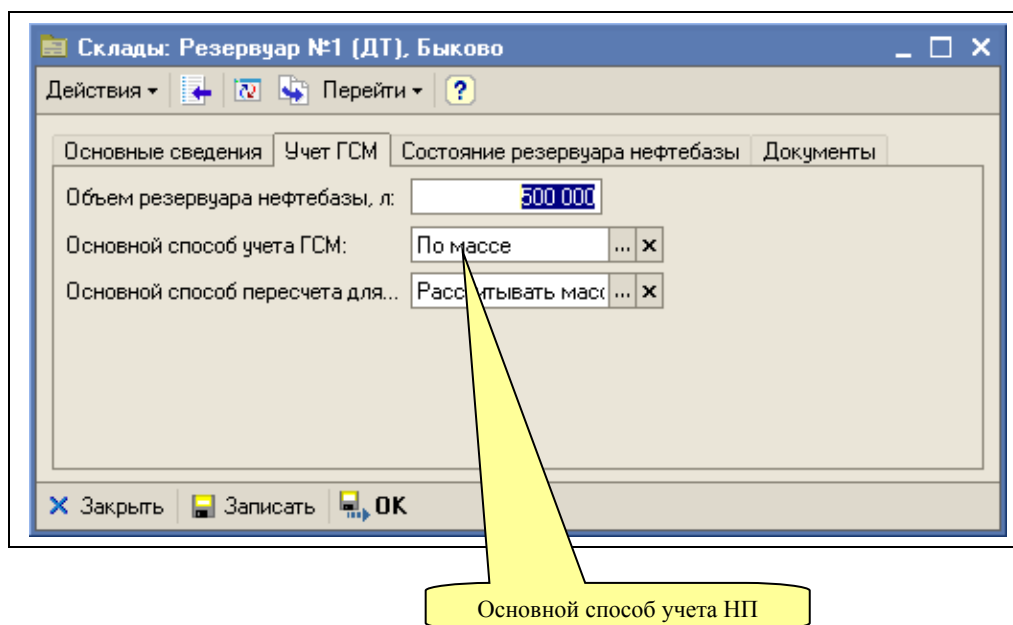 Склады: Резервуар №1 (ДТ), Быково
Действия Перейти ?
Основные сведения Учет ГСМ Состояние резервуара нефтебазы Документы
Объем резервуара нефтебазы, л: 500 000
Основной способ учета ГСМ: По массе ...
Основной способ пересчета для... Рассчитывать масс ...
Закрыть Записать OK
Основной способ учета НП